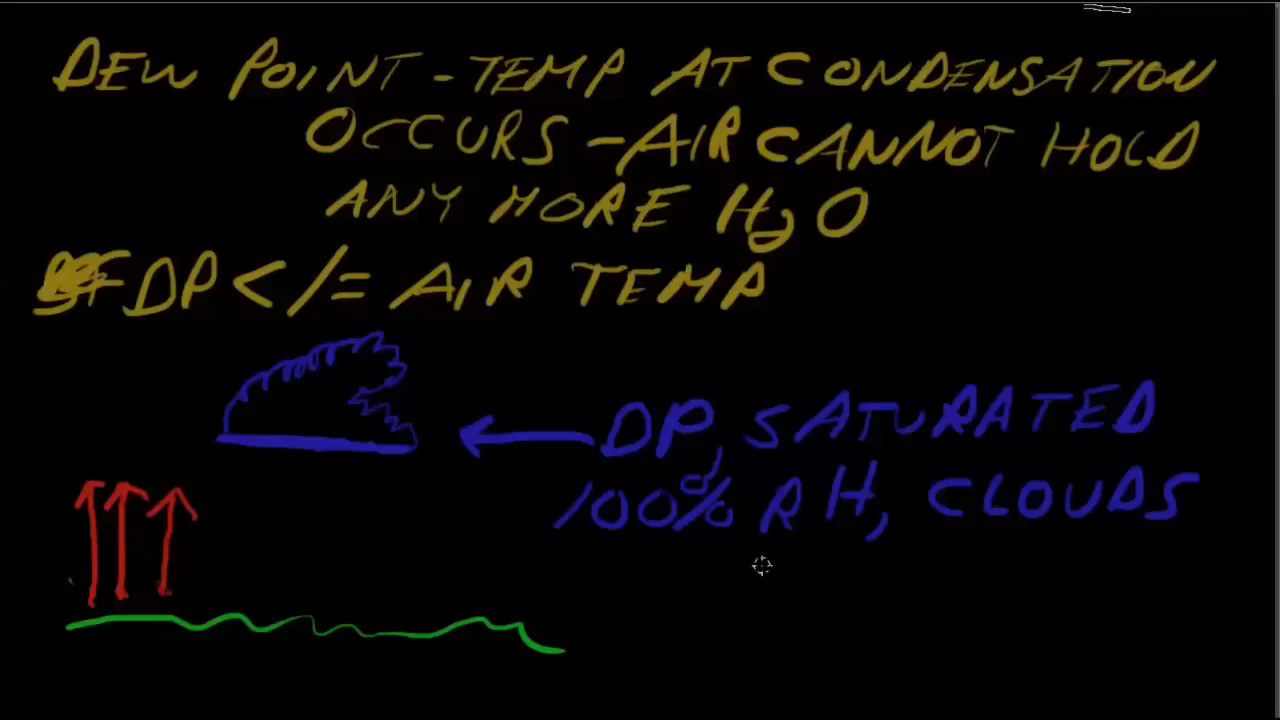 DEW POINT - TEMP AT CONDENSATION
OCCURS - AIR CANNOT HOLD
ANY MORE H2O
DP </= AIR TEMP
DP, SATURATED
100% RH, CLOUDS